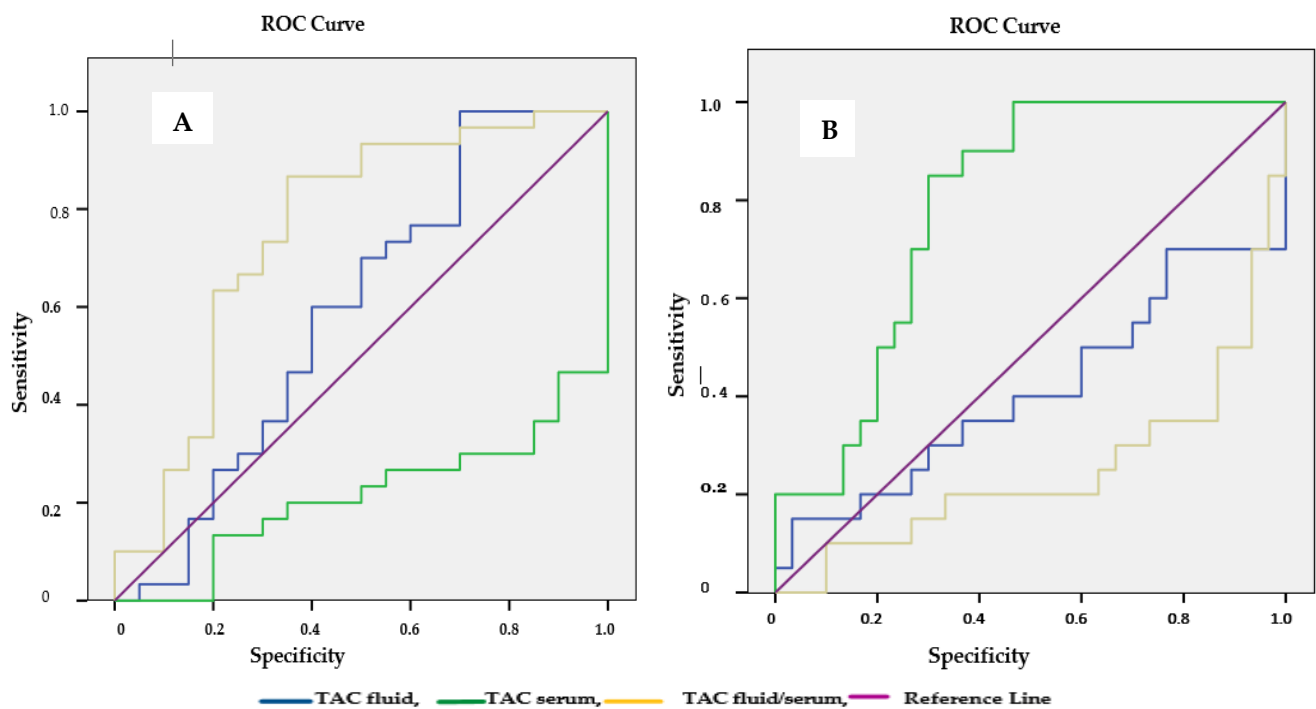 ROC Curve
A
1.0
0.8
0.6
0.4
0.2
0
Sensitivity
0 0.2 0.4 0.6 0.8 1.0
Specificity
ROC Curve
B
1.0
0.8
0.6
0.4
0.2
0
Sensitivity
0 0.2 0.4 0.6 0.8 1.0
Specificity
TAC fluid, TAC serum, TAC fluid/serum, Reference Line